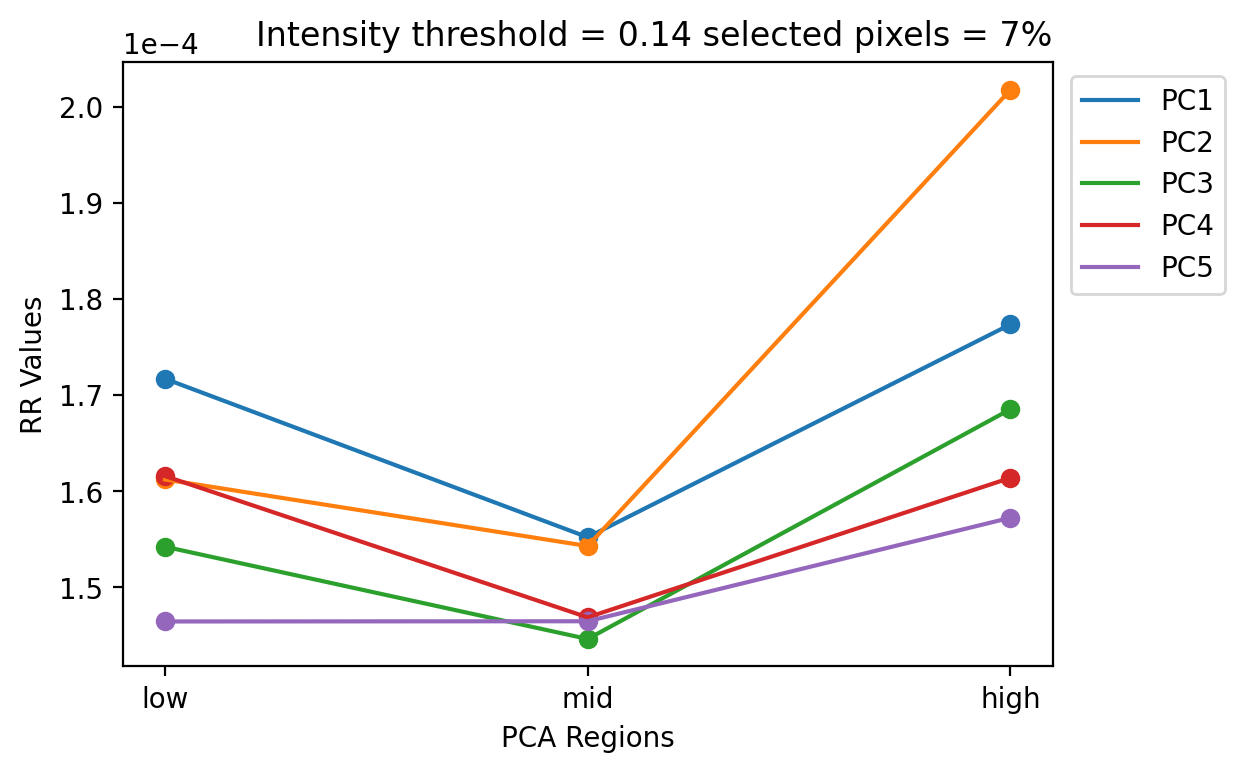 Intensity threshold = 0.14 selected pixels = 7%
1e−4
2.0
1.9
1.8
1.7
1.6
1.5
RR Values
low
mid
high
PCA Regions
PC1
PC2
PC3
PC4
PC5